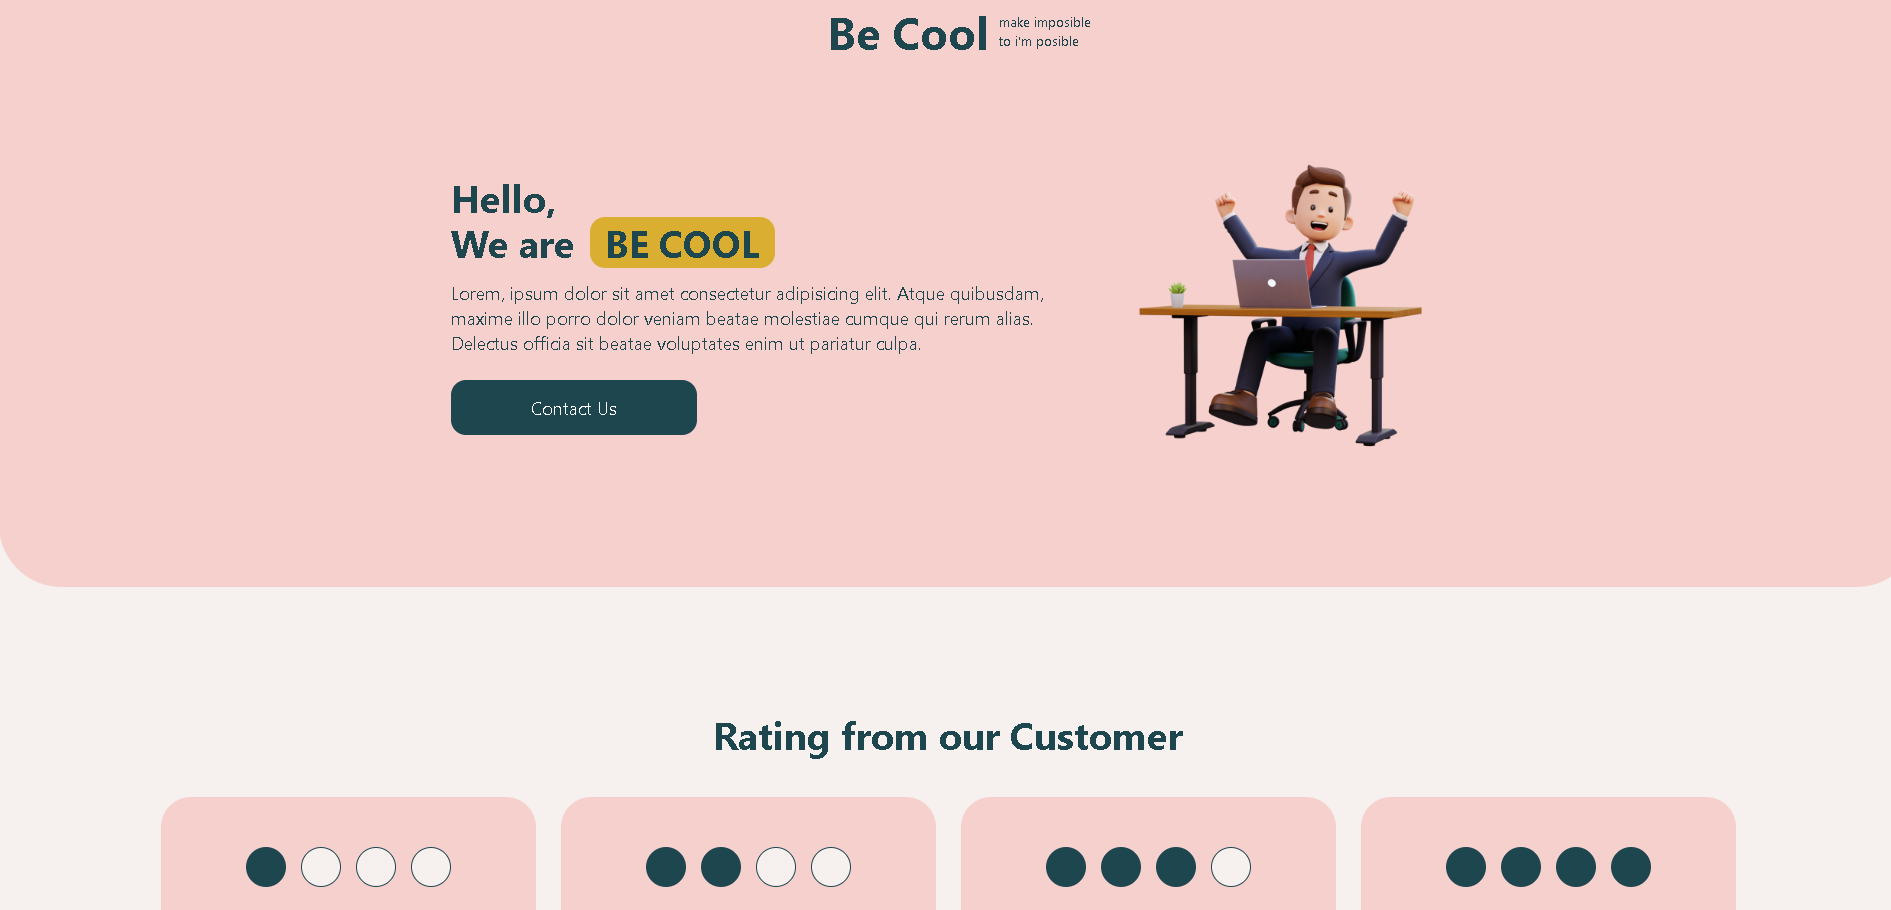 Be Cool
make imposible
to i'm posible
Hello,
We are BE COOL
Lorem, ipsum dolor sit amet consectetur adipisicing elit. Atque quibusdam,
maxime illo porro dolor veniam beatae molestiae cumque qui rerum alias.
Delectus officia sit beatae voluptates enim ut pariatur culpa.
Contact Us
Rating from our Customer